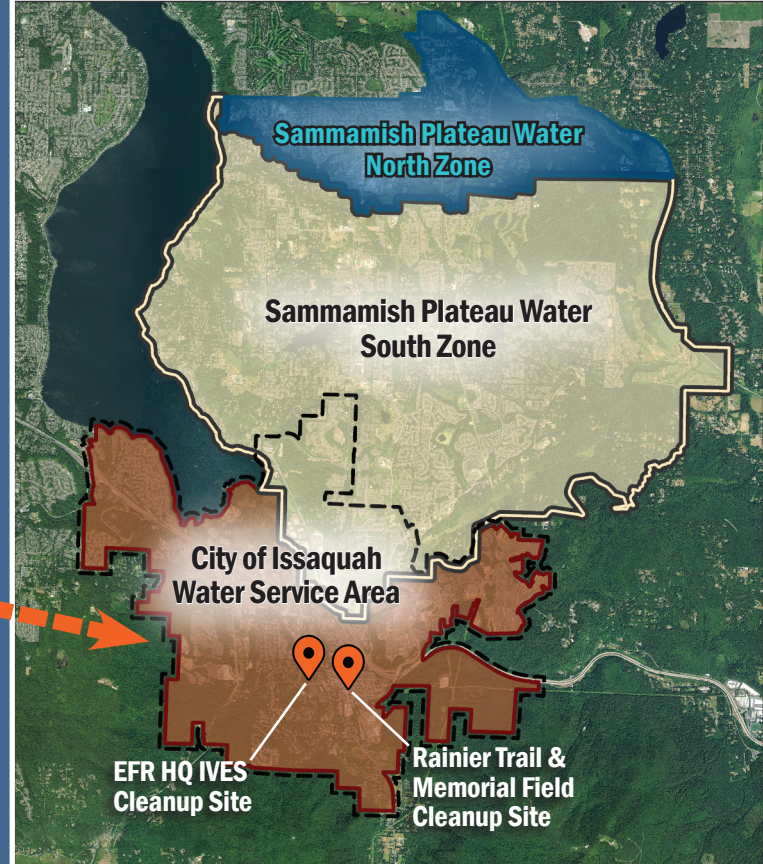 Sammamish Plateau Water
North Zone
Sammamish Plateau Water
South Zone
City of Issaquah
Water Service Area
EFR HQ IVES
Cleanup Site
Rainier Trail &
Memorial Field
Cleanup Site